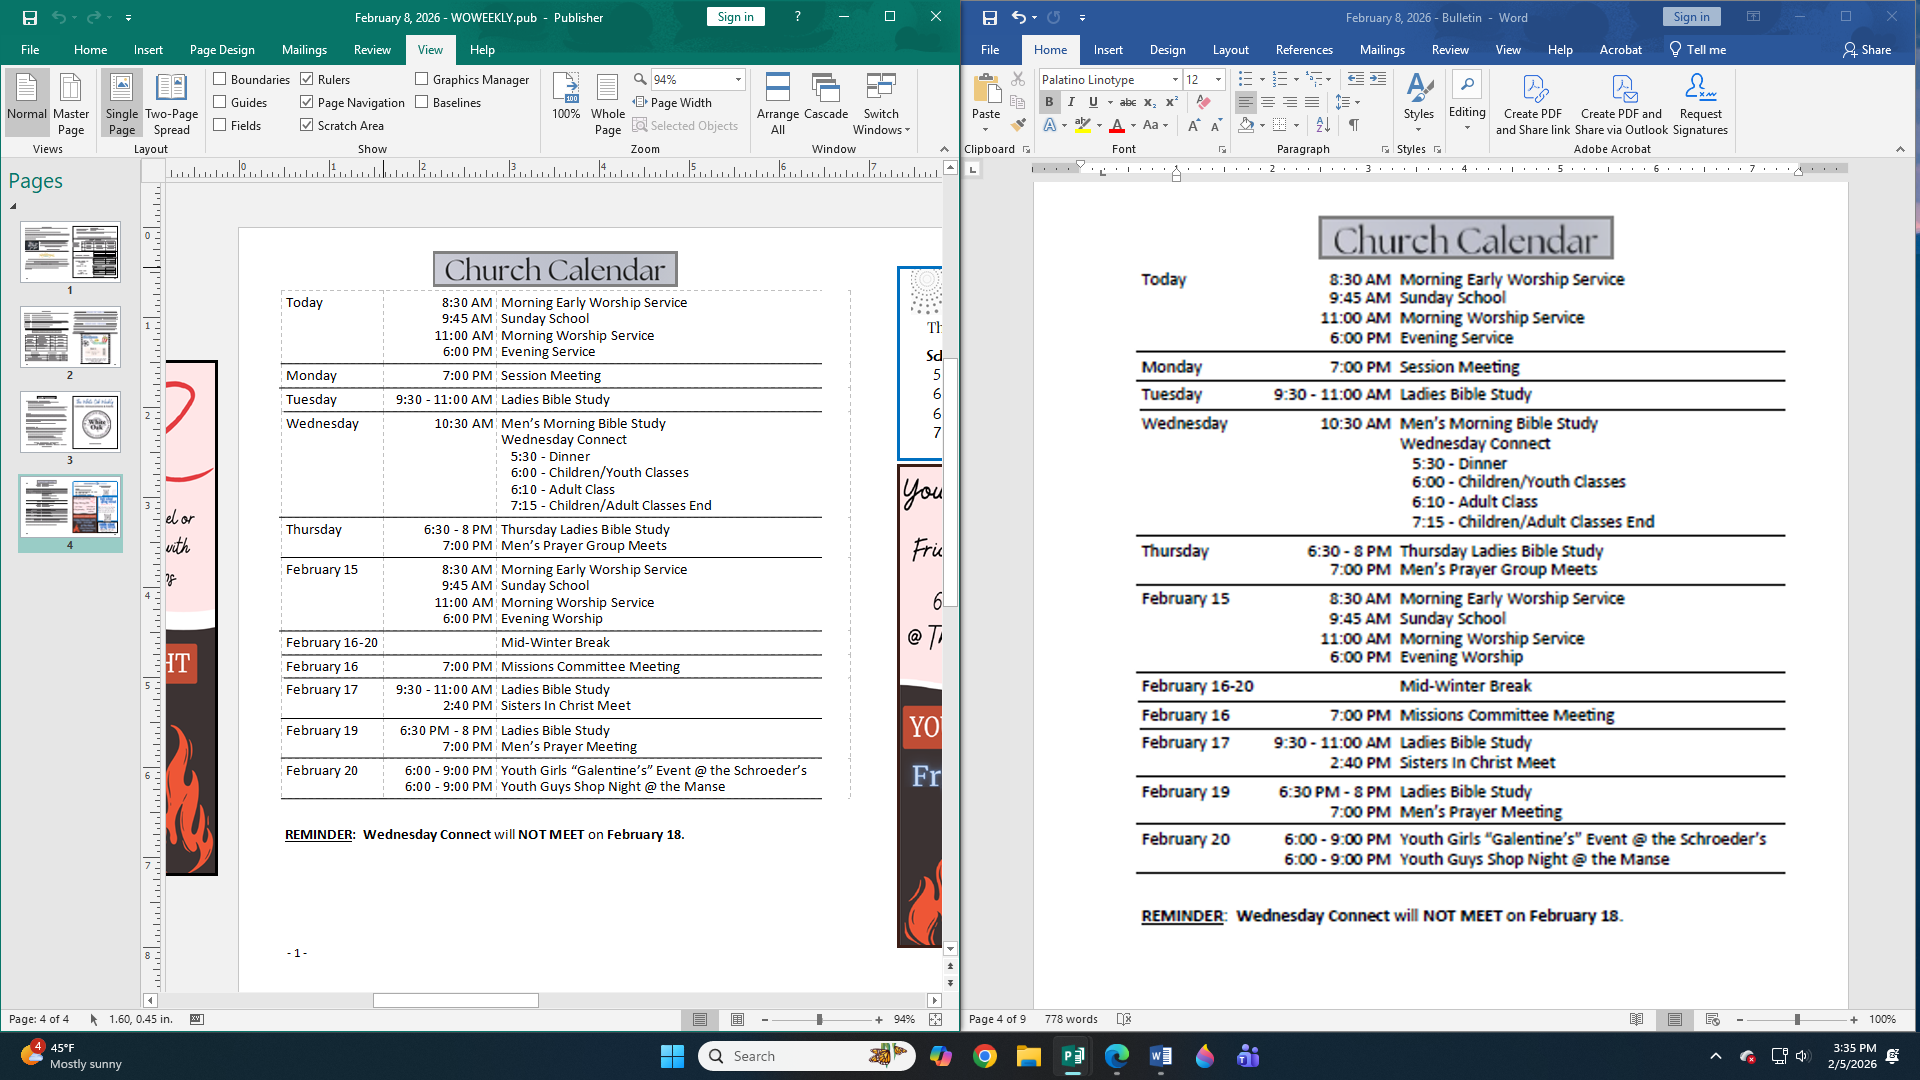 February 8, 2026 - WOWEEKLY.pub - Publisher
Sign in
?
File Home Insert Page Design Mailings Review View Help
Normal
Master Page
Single Page
Two-Page Spread
Boundaries
Guides
Fields
Rulers
Page Navigation
Scratch Area
Graphics Manager
Baselines
100%
Whole Page
94%
Page Width
Selected Objects
Arrange All
Cascade
Switch Windows
Views Layout Show Zoom Window
Pages
1
2
3
4
Church Calendar
Today 8:30 AM Morning Early Worship Service
9:45 AM Sunday School
11:00 AM Morning Worship Service
6:00 PM Evening Service
Monday 7:00 PM Session Meeting
Tuesday 9:30 - 11:00 AM Ladies Bible Study
Wednesday 10:30 AM Men's Morning Bible Study
Wednesday Connect
5:30 - Dinner
6:00 - Children/Youth Classes
6:10 - Adult Class
7:15 - Children/Adult Classes End
Thursday 6:30 - 8 PM Thursday Ladies Bible Study
7:00 PM Men's Prayer Group Meets
February 15 8:30 AM Morning Early Worship Service
9:45 AM Sunday School
11:00 AM Morning Worship Service
6:00 PM Evening Worship
February 16-20 Mid-Winter Break
February 16 7:00 PM Missions Committee Meeting
February 17 9:30 - 11:00 AM Ladies Bible Study
2:40 PM Sisters In Christ Meet
February 19 6:30 PM - 8 PM Ladies Bible Study
7:00 PM Men's Prayer Meeting
February 20 6:00 - 9:00 PM Youth Girls “Galentine's” Event @ the Schroeder's
6:00 - 9:00 PM Youth Guys Shop Night @ the Manse
REMINDER: Wednesday Connect will NOT MEET on February 18.
- 1 -
Page: 4 of 4 1.60, 0.45 in. 94%
February 8, 2026 - Bulletin - Word
Sign in
File Home Insert Design Layout References Mailings Review View Help Acrobat Tell me Share
Paste
Palatino Linotype 12
Styles
Editing
Create PDF and Share link
Create PDF and Share via Outlook
Request Signatures
Clipboard Font Paragraph Styles Adobe Acrobat
Church Calendar
Today 8:30 AM Morning Early Worship Service
9:45 AM Sunday School
11:00 AM Morning Worship Service
6:00 PM Evening Service
Monday 7:00 PM Session Meeting
Tuesday 9:30 - 11:00 AM Ladies Bible Study
Wednesday 10:30 AM Men's Morning Bible Study
Wednesday Connect
5:30 - Dinner
6:00 - Children/Youth Classes
6:10 - Adult Class
7:15 - Children/Adult Classes End
Thursday 6:30 - 8 PM Thursday Ladies Bible Study
7:00 PM Men's Prayer Group Meets
February 15 8:30 AM Morning Early Worship Service
9:45 AM Sunday School
11:00 AM Morning Worship Service
6:00 PM Evening Worship
February 16-20 Mid-Winter Break
February 16 7:00 PM Missions Committee Meeting
February 17 9:30 - 11:00 AM Ladies Bible Study
2:40 PM Sisters In Christ Meet
February 19 6:30 PM - 8 PM Ladies Bible Study
7:00 PM Men's Prayer Meeting
February 20 6:00 - 9:00 PM Youth Girls “Galentine's” Event @ the Schroeder's
6:00 - 9:00 PM Youth Guys Shop Night @ the Manse
REMINDER: Wednesday Connect will NOT MEET on February 18.
Page 4 of 9 778 words 100%
4 45°F
Mostly sunny
Search
3:35 PM
2/5/2026